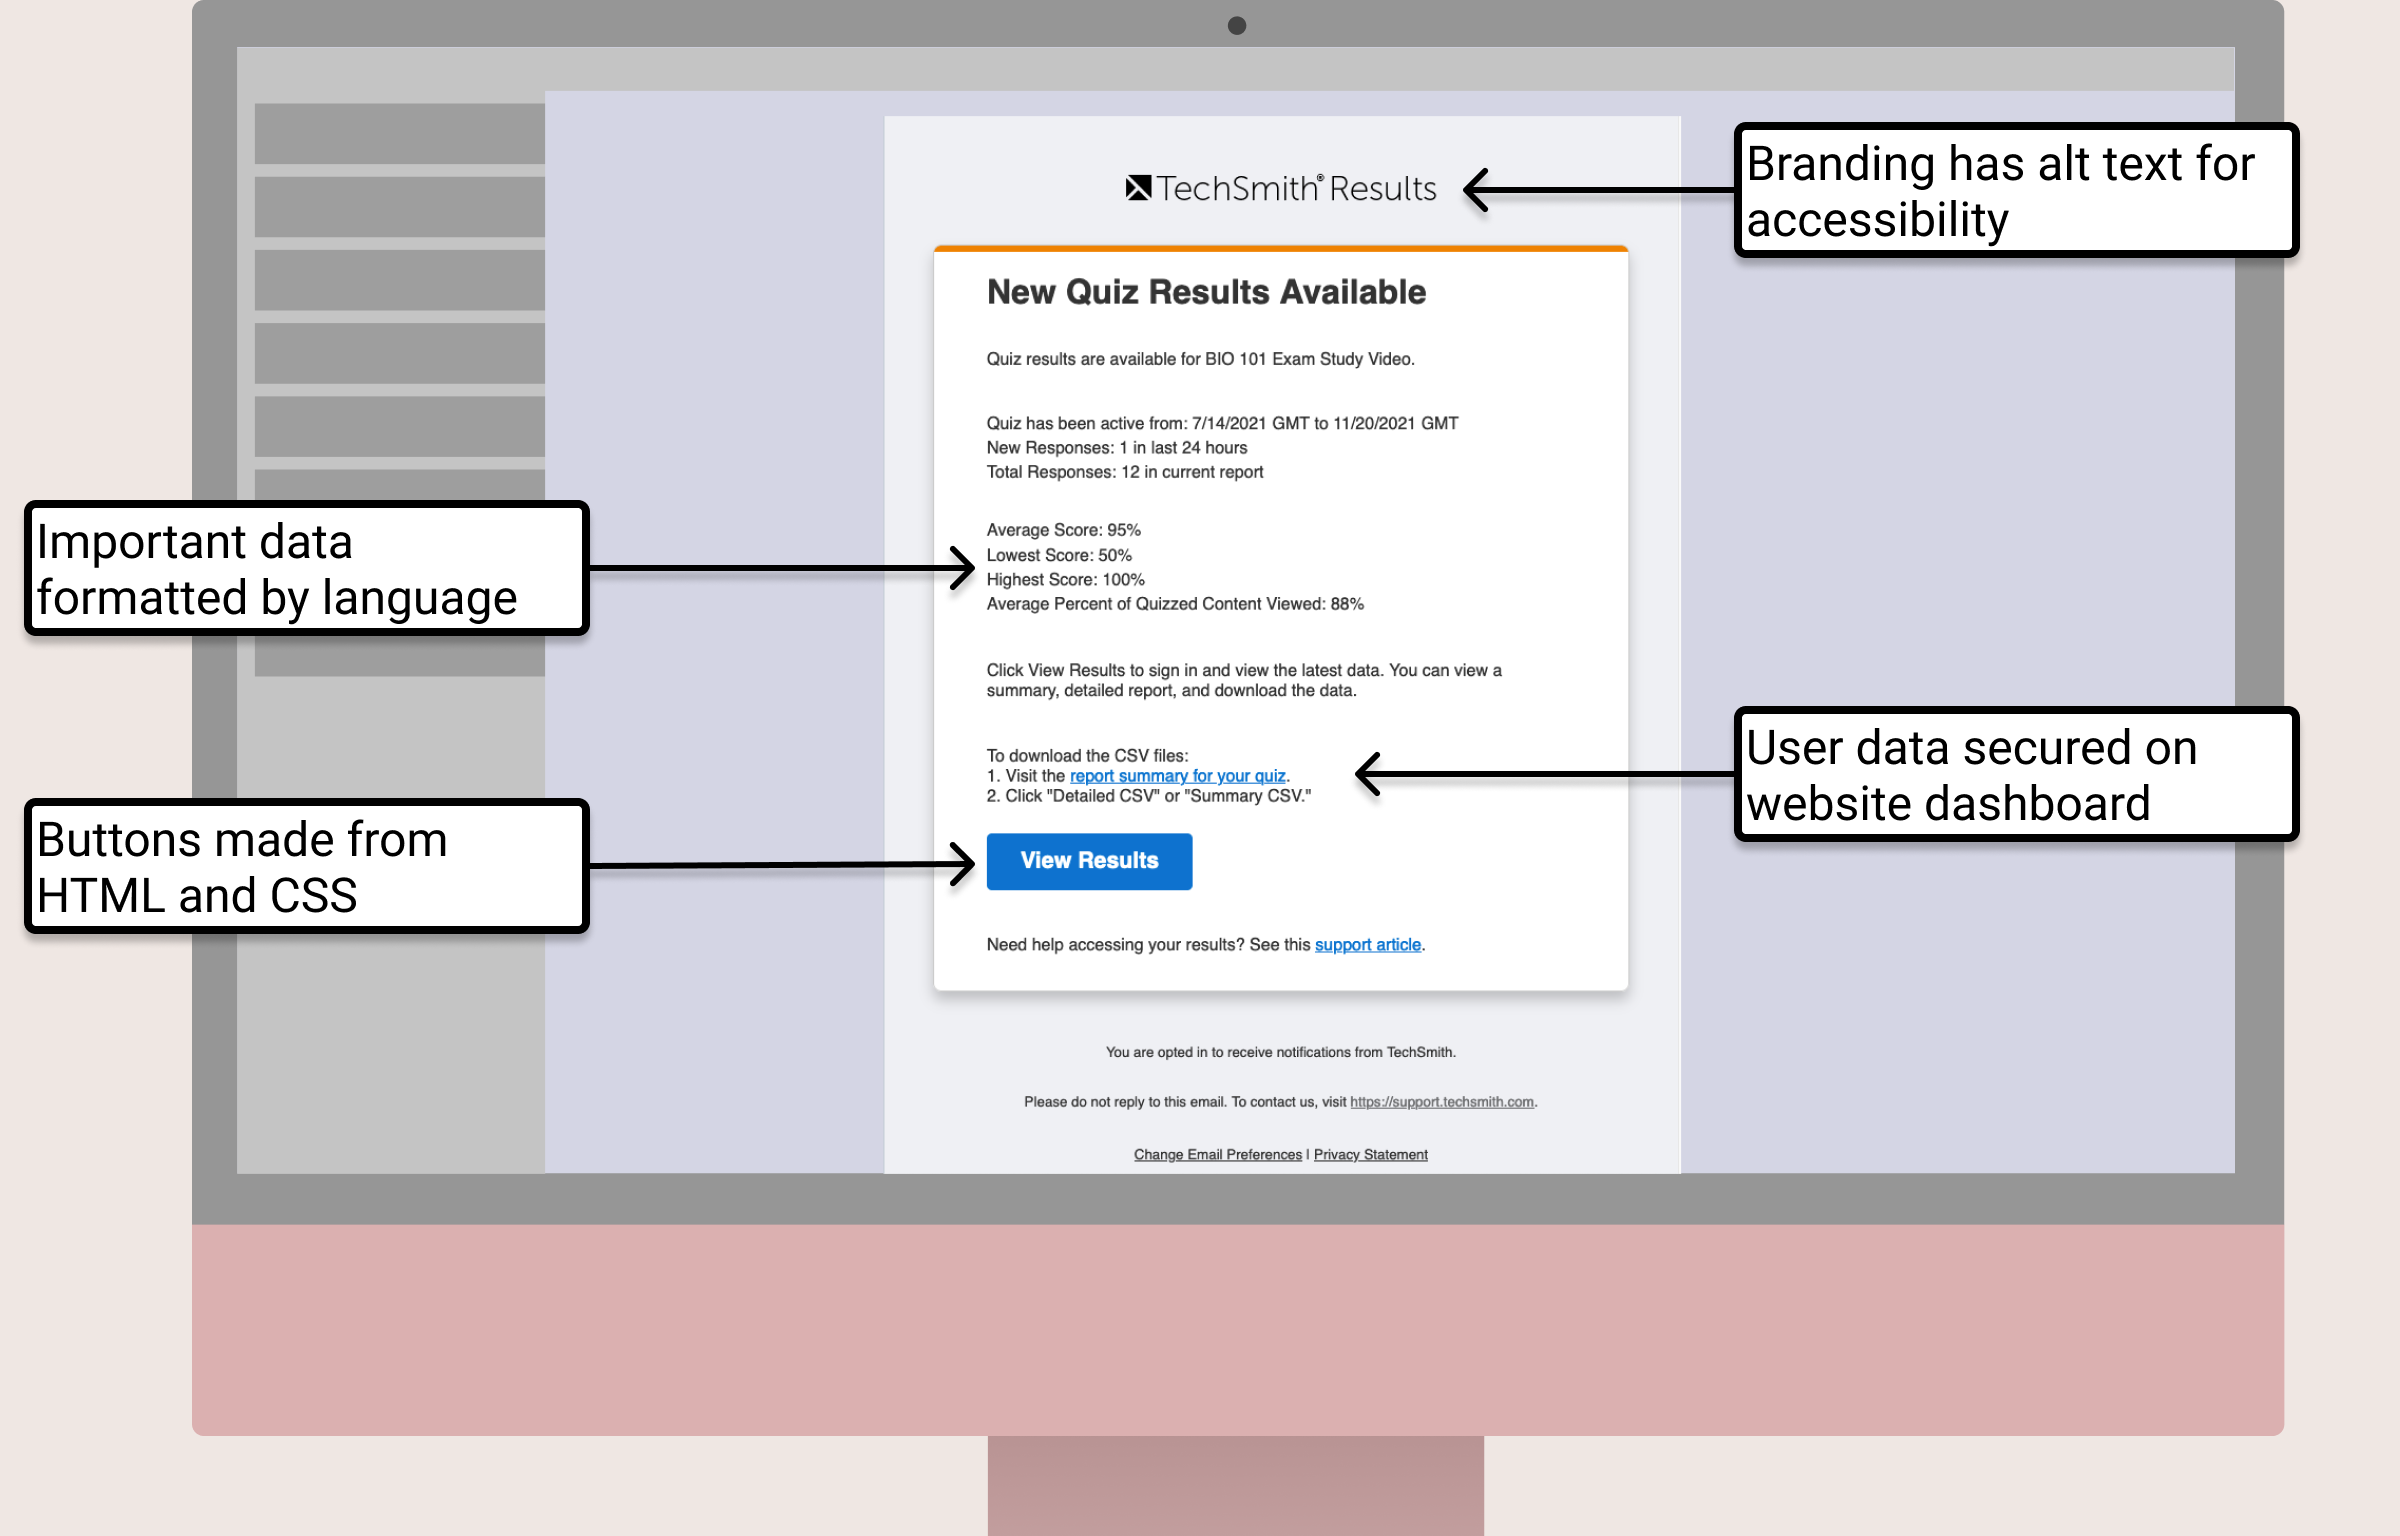 TechSmith® Results
Branding has alt text for
accessibility
New Quiz Results Available
Quiz results are available for BIO 101 Exam Study Video.
Quiz has been active from: 7/14/2021 GMT to 11/20/2021 GMT
New Responses: 1 in last 24 hours
Total Responses: 12 in current report
Important data
formatted by language
Average Score: 95%
Lowest Score: 50%
Highest Score: 100%
Average Percent of Quizzed Content Viewed: 88%
Click View Results to sign in and view the latest data. You can view a
summary, detailed report, and download the data.
User data secured on
website dashboard
To download the CSV files:
1. Visit the report summary for your quiz.
2. Click "Detailed CSV" or "Summary CSV."
Buttons made from
HTML and CSS
View Results
Need help accessing your results? See this support article.
You are opted in to receive notifications from TechSmith.
Please do not reply to this email. To contact us, visit https://support.techsmith.com.
Change Email Preferences | Privacy Statement